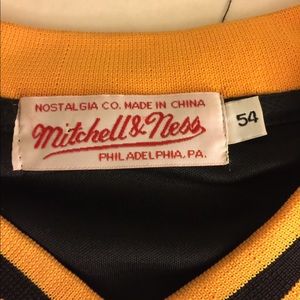 NOSTALGIA CO. MADE IN CHINA
Mitchell & Ness
PHILADELPHIA, PA.
54